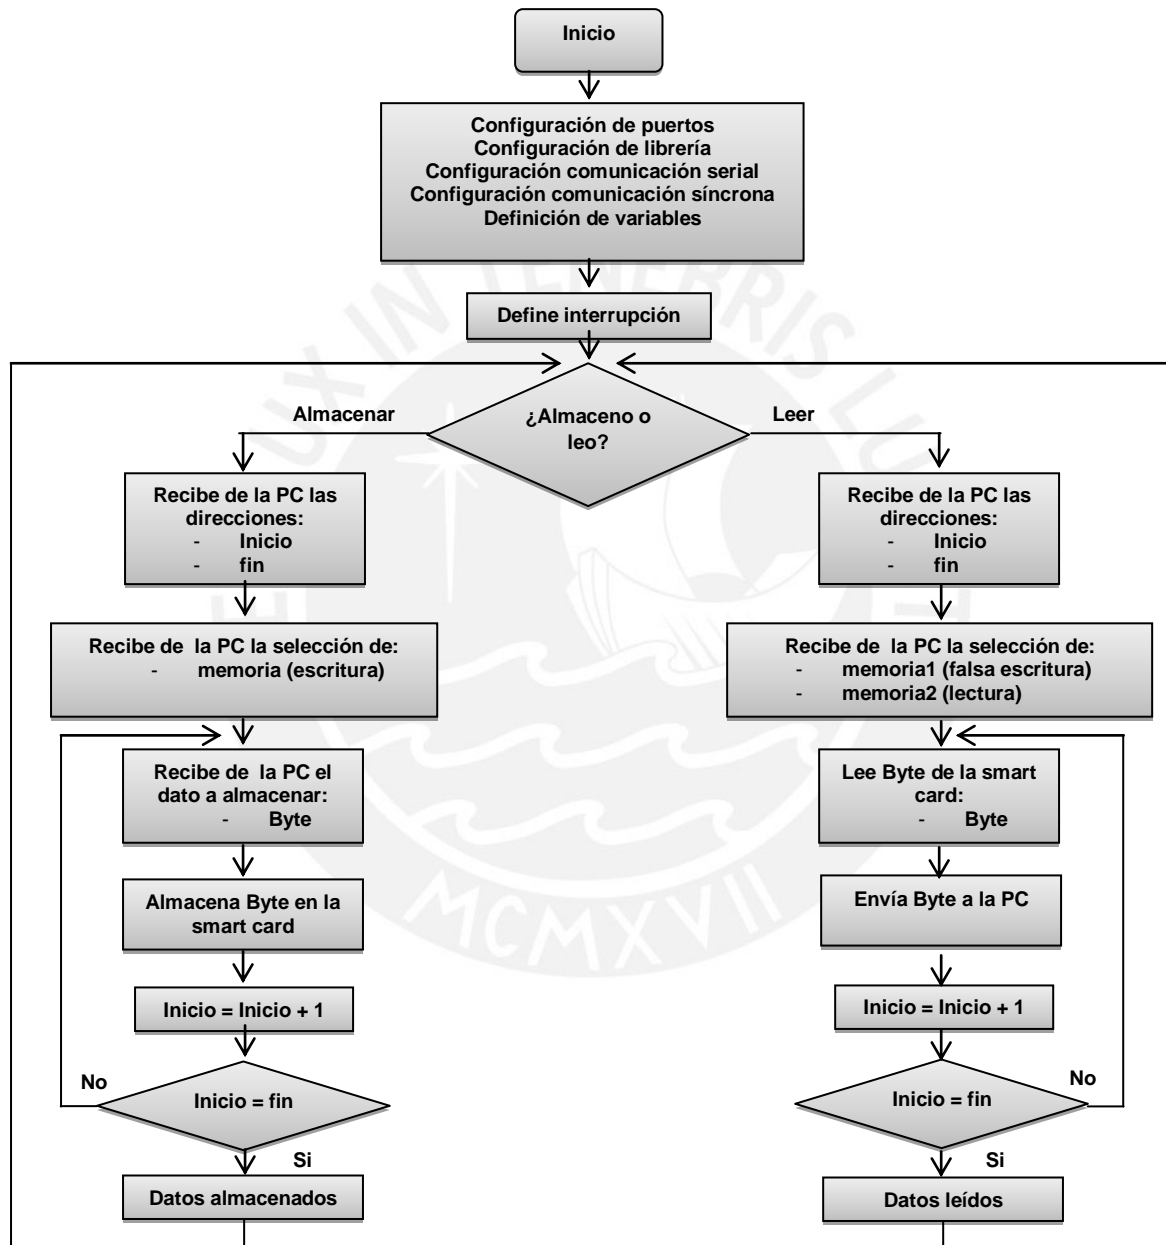 Inicio
Configuración de puertos
Configuración de librería
Configuración comunicación serial
Configuración comunicación síncrona
Definición de variables
Define interrupción
¿Almaceno o
leo?
Almacenar
Leer
Recibe de la PC las
direcciones:
- Inicio
- fin
Recibe de la PC la selección de:
- memoria (escritura)
Recibe de la PC el
dato a almacenar:
- Byte
Almacena Byte en la
smart card
Inicio = Inicio + 1
Inicio = fin
No
Si
Datos almacenados
Recibe de la PC las
direcciones:
- Inicio
- fin
Recibe de la PC la selección de:
- memoria1 (falsa escritura)
- memoria2 (lectura)
Lee Byte de la smart
card:
- Byte
Envía Byte a la PC
Inicio = Inicio + 1
Inicio = fin
No
Si
Datos leídos
MCMXVII